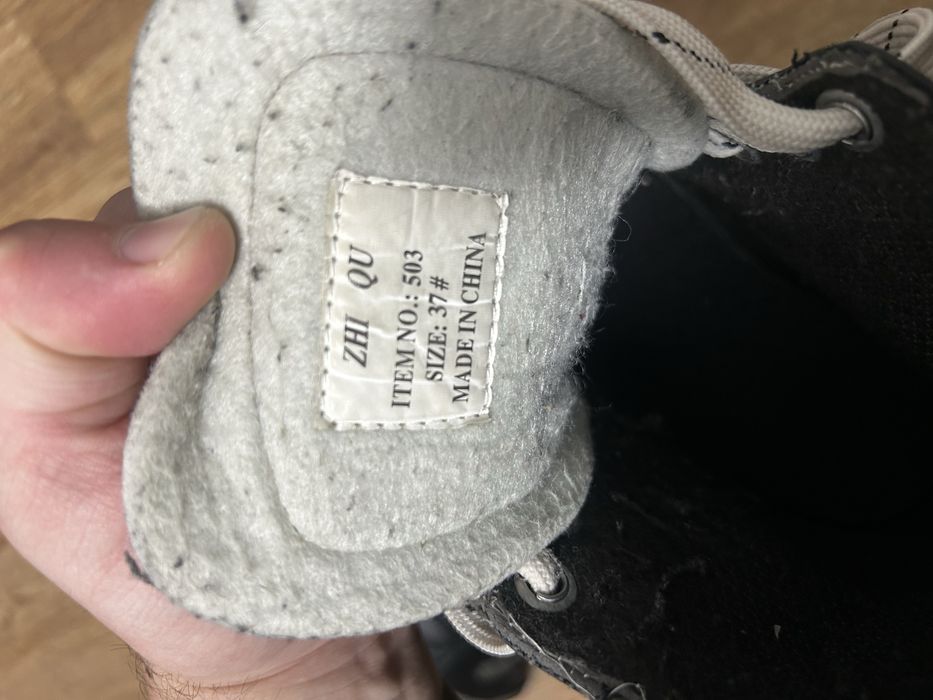 ZHI QU
ITEM NO.: 503
SIZE: 37#
MADE IN CHINA